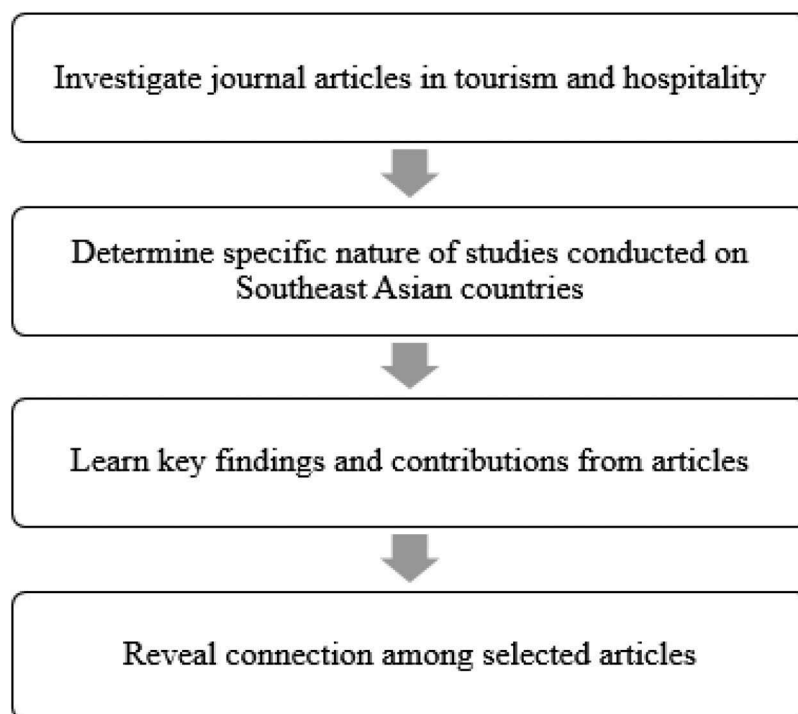 Investigate journal articles in tourism and hospitality
Determine specific nature of studies conducted on
Southeast Asian countries
Learn key findings and contributions from articles
Reveal connection among selected articles